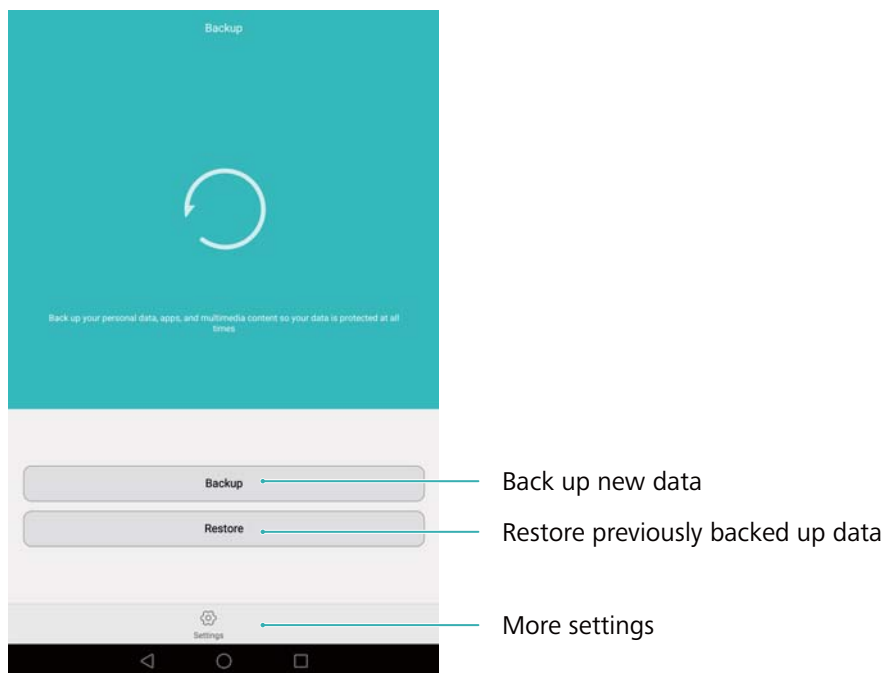 Backup
Back up your personal data, apps, and multimedia content so your data is protected at all
times
Backup
Back up new data
Restore
Restore previously backed up data
Settings
More settings